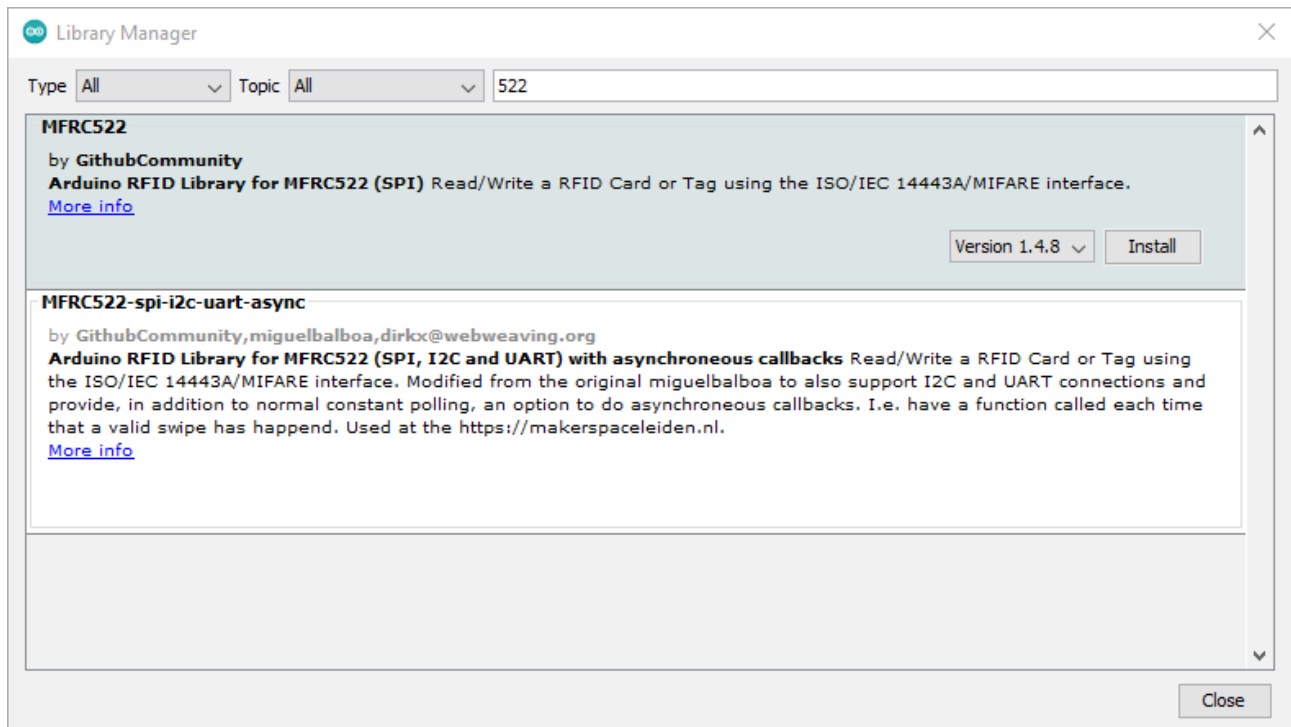 Library Manager
Type All Topic All 522
MFRC522
by GithubCommunity
Arduino RFID Library for MFRC522 (SPI) Read/Write a RFID Card or Tag using the ISO/IEC 14443A/MIFARE interface.
More info
Version 1.4.8 Install
MFRC522-spi-i2c-uart-async
by GithubCommunity,miguelbalboa,dirkx@webweaving.org
Arduino RFID Library for MFRC522 (SPI, I2C and UART) with asynchroneous callbacks Read/Write a RFID Card or Tag using
the ISO/IEC 14443A/MIFARE interface. Modified from the original miguelbalboa to also support I2C and UART connections and
provide, in addition to normal constant polling, an option to do asynchroneous callbacks. I.e. have a function called each time
that a valid swipe has happend. Used at the https://makerspaceleiden.nl.
More info
Close